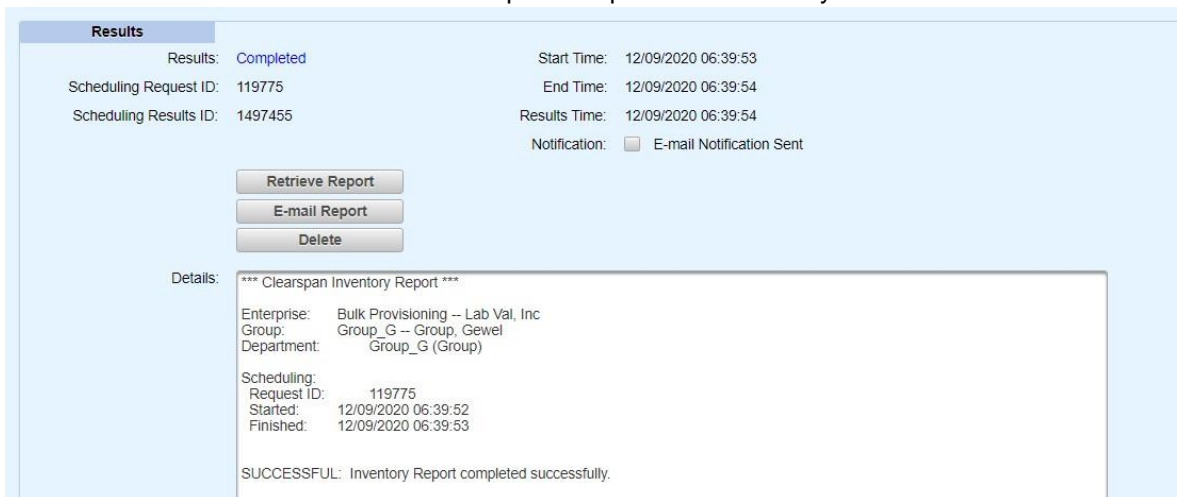 Results
Results: Completed Start Time: 12/09/2020 06:39:53
Scheduling Request ID: 119775 End Time: 12/09/2020 06:39:54
Scheduling Results ID: 1497455 Results Time: 12/09/2020 06:39:54
Notification: E-mail Notification Sent
Retrieve Report
E-mail Report
Delete
Details: *** Clearspan Inventory Report ***
Enterprise: Bulk Provisioning -- Lab Val, Inc
Group: Group_G -- Group, Gewel
Department: Group_G (Group)
Scheduling:
Request ID: 119775
Started: 12/09/2020 06:39:52
Finished: 12/09/2020 06:39:53
SUCCESSFUL: Inventory Report completed successfully.